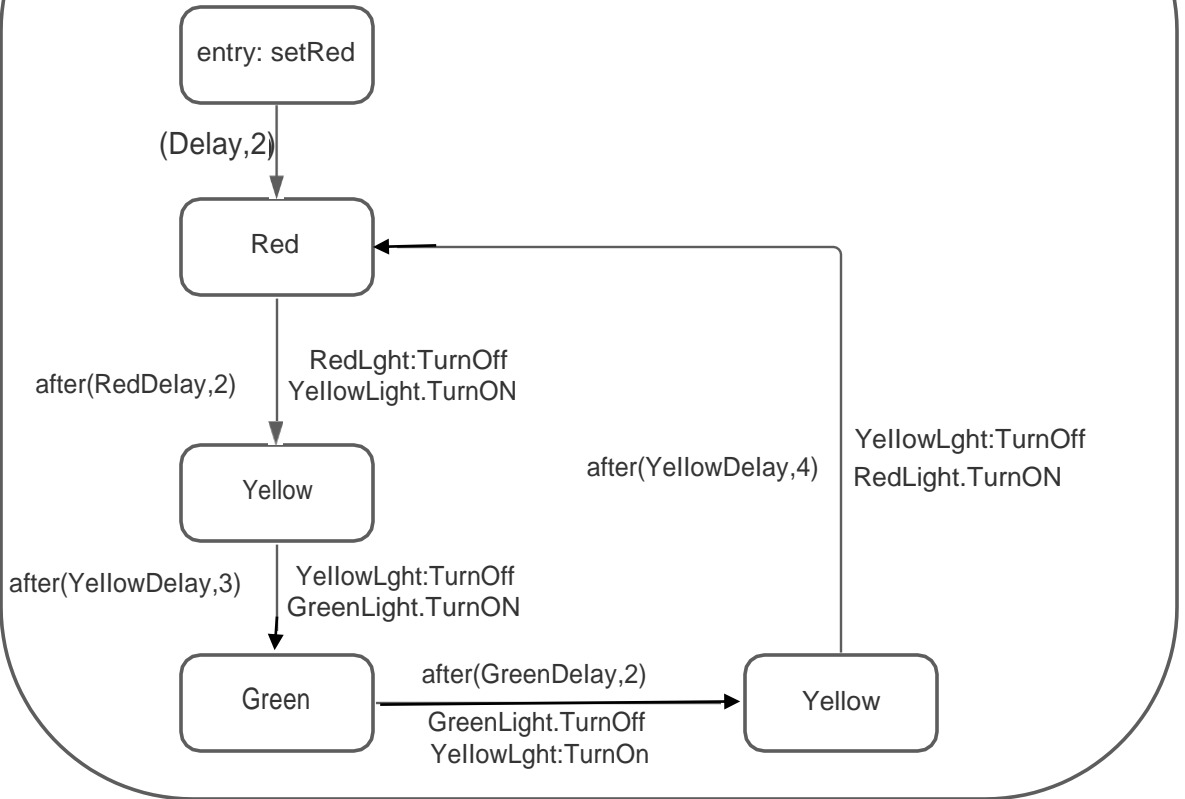 entry: setRed
(Delay,2)
Red
after(RedDelay,2)
RedLght:TurnOff
YellowLight.TurnON
Yellow
after(YellowDelay,3)
YellowLght:TurnOff
GreenLight.TurnON
Green
after(GreenDelay,2)
GreenLight.TurnOff
YellowLght:TurnOn
Yellow
after(YellowDelay,4)
YellowLght:TurnOff
RedLight.TurnON